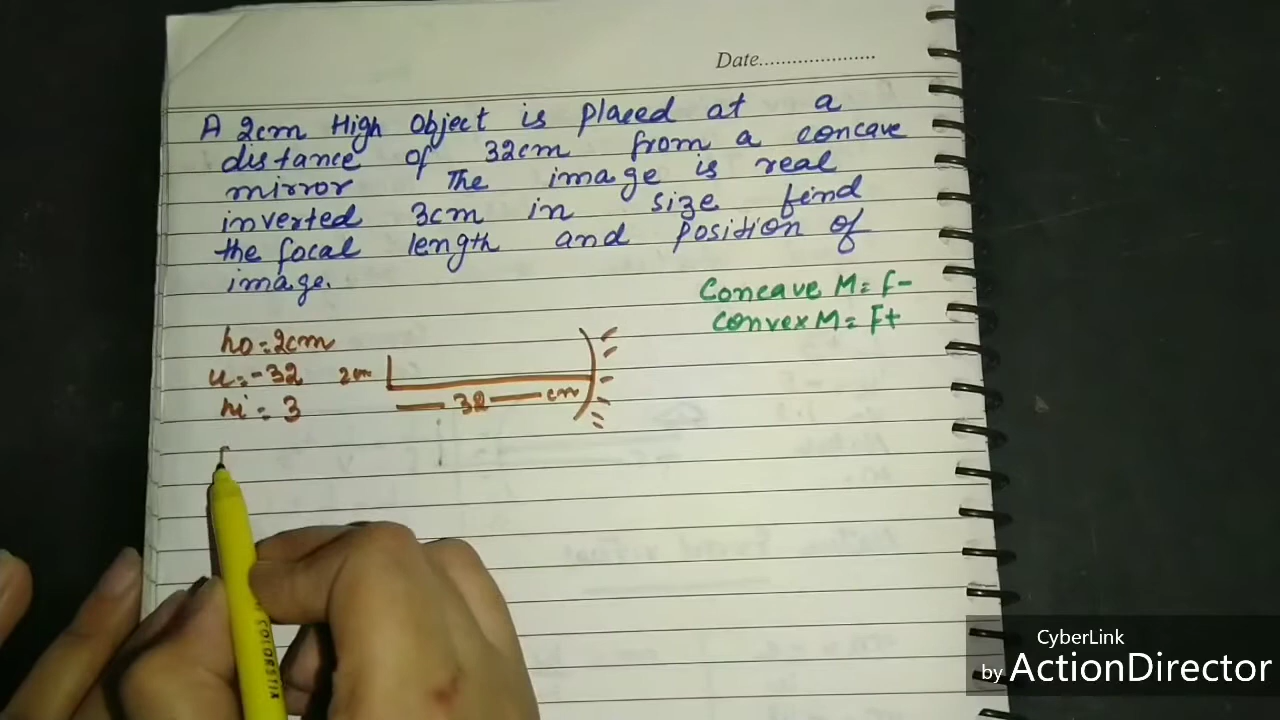 Date.....................
A 2cm High Object is placed at a
distance of 32cm from a concave
mirror The image is real
inverted 3cm in size find
the focal length and position of
image.
Concave M = f-
Convex M = F+
ho = 2cm
u = -32
2cm
hi = 3
32 cm
COLORSTIX
CyberLink
by ActionDirector